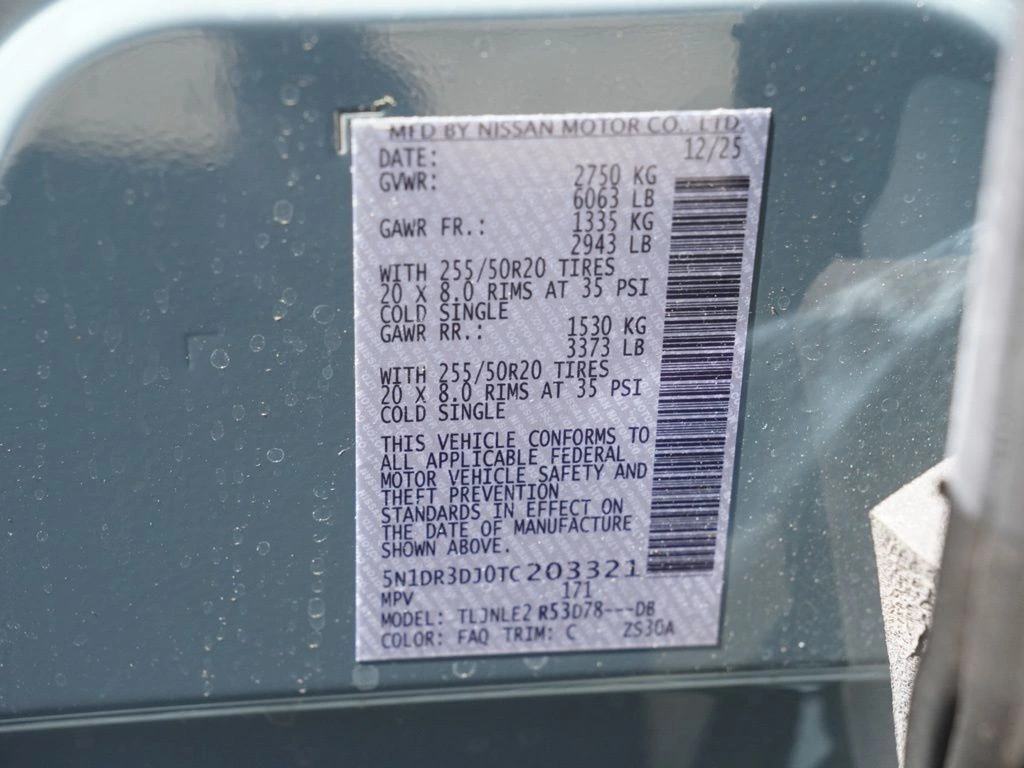 MFD BY NISSAN MOTOR CO., LTD.
DATE: 12/25
GVWR: 2750 KG
6063 LB
GAWR FR.: 1335 KG
2943 LB
WITH 255/50R20 TIRES
20 X 8.0 RIMS AT 35 PSI
COLD SINGLE
GAWR RR.: 1530 KG
3373 LB
WITH 255/50R20 TIRES
20 X 8.0 RIMS AT 35 PSI
COLD SINGLE
THIS VEHICLE CONFORMS TO
ALL APPLICABLE FEDERAL
MOTOR VEHICLE SAFETY AND
THEFT PREVENTION
STANDARDS IN EFFECT ON
THE DATE OF MANUFACTURE
SHOWN ABOVE.
5N1DR3DJ0TC203321
MPV 171
MODEL: TLJNLE2 R53D78---DB
COLOR: FAQ TRIM: C ZS30A